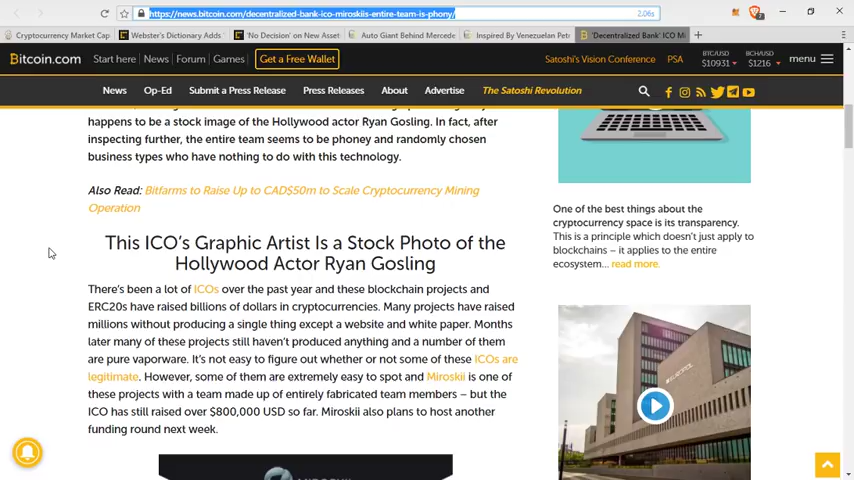 https://news.bitcoin.com/decentralized-bank-ico-miroskiis-entire-team-is-phony/
2.06s
Cryptocurrency Market Cap
Webster's Dictionary Adds
'No Decision' on New Asset
Auto Giant Behind Mercede
Inspired By Venezuelan Pet
'Decentralized Bank' ICO M
Bitcoin.com
Start here
News
Forum
Games
Get a Free Wallet
Satoshi's Vision Conference
PSA
BTC/USD
$10931
BCH/USD
$1216
menu
News
Op-Ed
Submit a Press Release
Press Releases
About
Advertise
The Satoshi Revolution
happens to be a stock image of the Hollywood actor Ryan Gosling. In fact, after
inspecting further, the entire team seems to be phoney and randomly chosen
business types who have nothing to do with this technology.
Also Read: Bitfarms to Raise Up to CAD$50m to Scale Cryptocurrency Mining
Operation
This ICO's Graphic Artist Is a Stock Photo of the
Hollywood Actor Ryan Gosling
There's been a lot of ICOs over the past year and these blockchain projects and
ERC20s have raised billions of dollars in cryptocurrencies. Many projects have raised
millions without producing a single thing except a website and white paper. Months
later many of these projects still haven't produced anything and a number of them
are pure vaporware. It's not easy to figure out whether or not some of these ICOs are
legitimate. However, some of them are extremely easy to spot and Miroskii is one of
these projects with a team made up of entirely fabricated team members – but the
ICO has still raised over $800,000 USD so far. Miroskii also plans to host another
funding round next week.
One of the best things about the
cryptocurrency space is its transparency.
This is a principle which doesn't just apply to
blockchains – it applies to the entire
ecosystem... read more.
EUROPOL